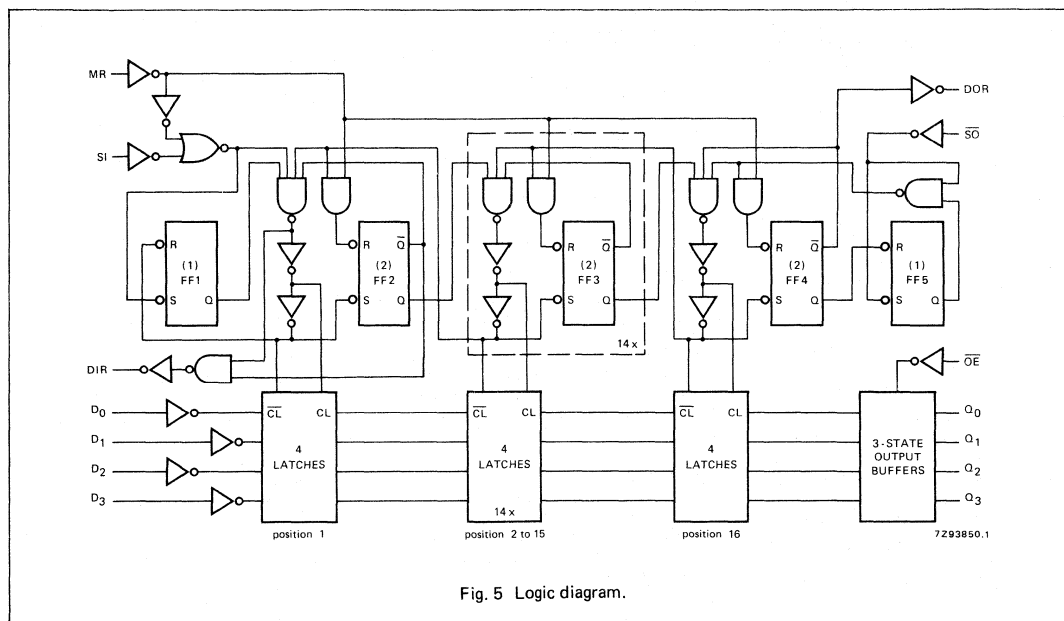 MR
DOR
SO
SI
R
(1)
FF1
S Q
R Q
(2)
FF2
S Q
R Q
(2)
FF3
S Q
14 x
R Q
(2)
FF4
S Q
R
(1)
FF5
S Q
DIR
OE
D0
D1
D2
D3
CL CL
4
LATCHES
position 1
CL CL
4
LATCHES
14 x
position 2 to 15
CL CL
4
LATCHES
position 16
3-STATE
OUTPUT
BUFFERS
Q0
Q1
Q2
Q3
7Z93850.1
Fig. 5 Logic diagram.